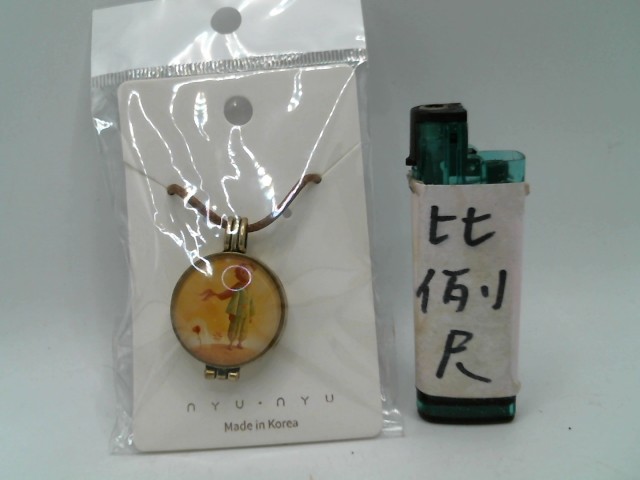 nyu·nyu
Made in Korea
比
例
尺